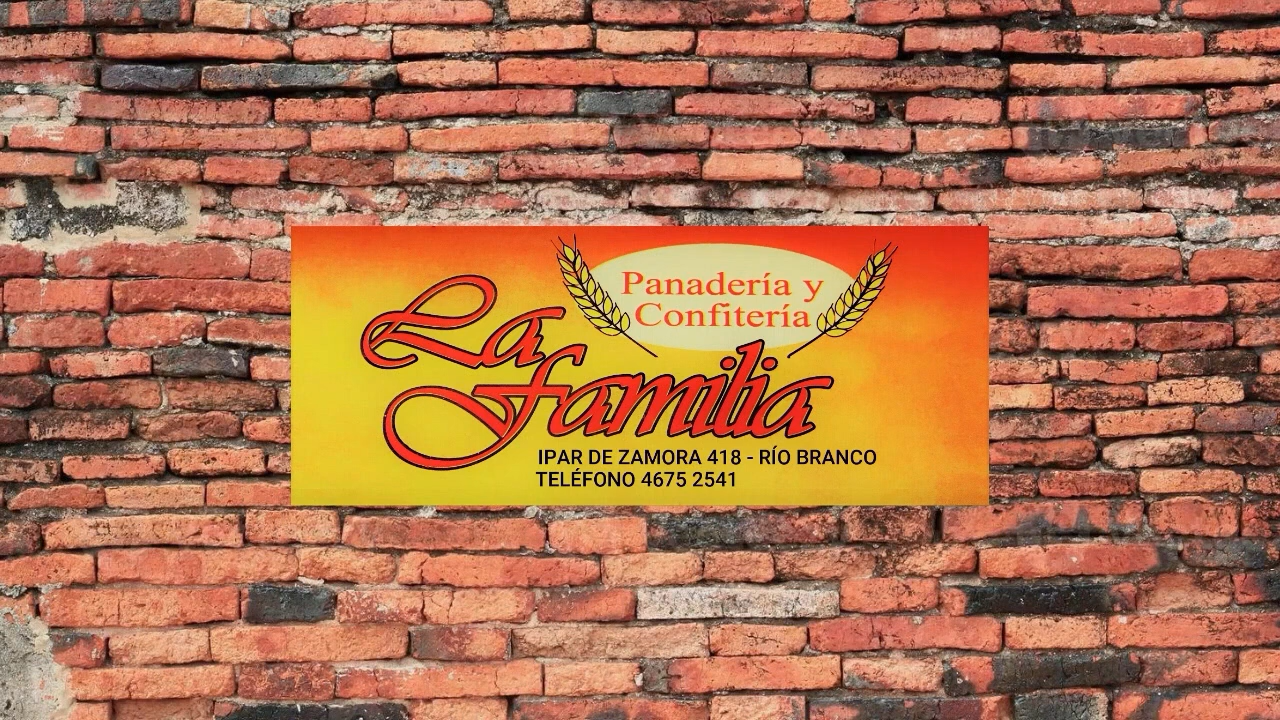 Panadería y
Confitería
La
familia
IPAR DE ZAMORA 418 - RÍO BRANCO
TELÉFONO 4675 2541